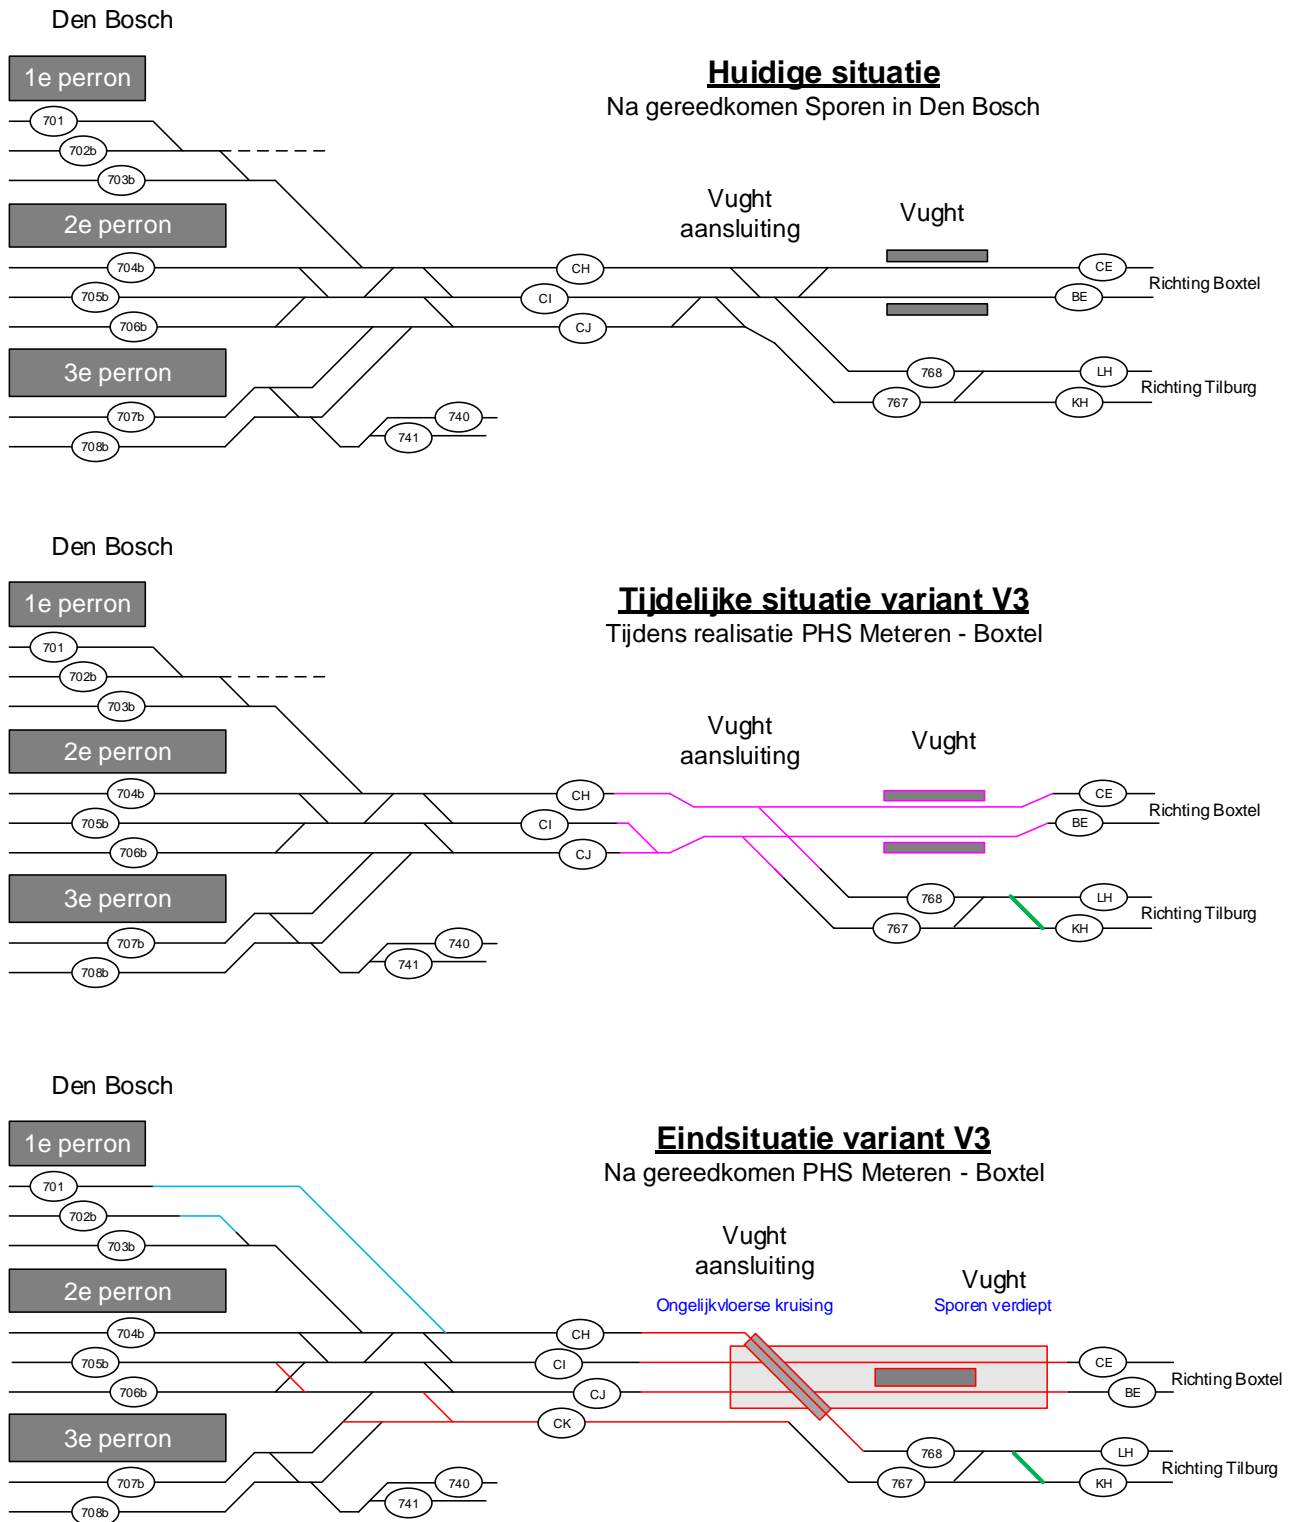 Den Bosch
1e perron
Huidige situatie
Na gereedkomen Sporen in Den Bosch
701
702b
703b
2e perron
Vught
aansluiting
Vught
704b
CH
CE
Richting Boxtel
705b
CI
BE
706b
CJ
3e perron
768
LH
Richting Tilburg
767
KH
707b
740
741
708b
Den Bosch
1e perron
Tijdelijke situatie variant V3
Tijdens realisatie PHS Meteren - Boxtel
701
702b
703b
2e perron
Vught
aansluiting
Vught
704b
CH
CE
Richting Boxtel
705b
CI
BE
706b
CJ
3e perron
768
LH
Richting Tilburg
767
KH
707b
740
741
708b
Den Bosch
1e perron
Eindsituatie variant V3
Na gereedkomen PHS Meteren - Boxtel
701
702b
703b
2e perron
Vught
aansluiting
Vught
Ongelijkvloerse kruising
Sporen verdiept
704b
CH
705b
CI
CE
Richting Boxtel
706b
CJ
BE
CK
3e perron
768
LH
Richting Tilburg
767
KH
707b
740
741
708b